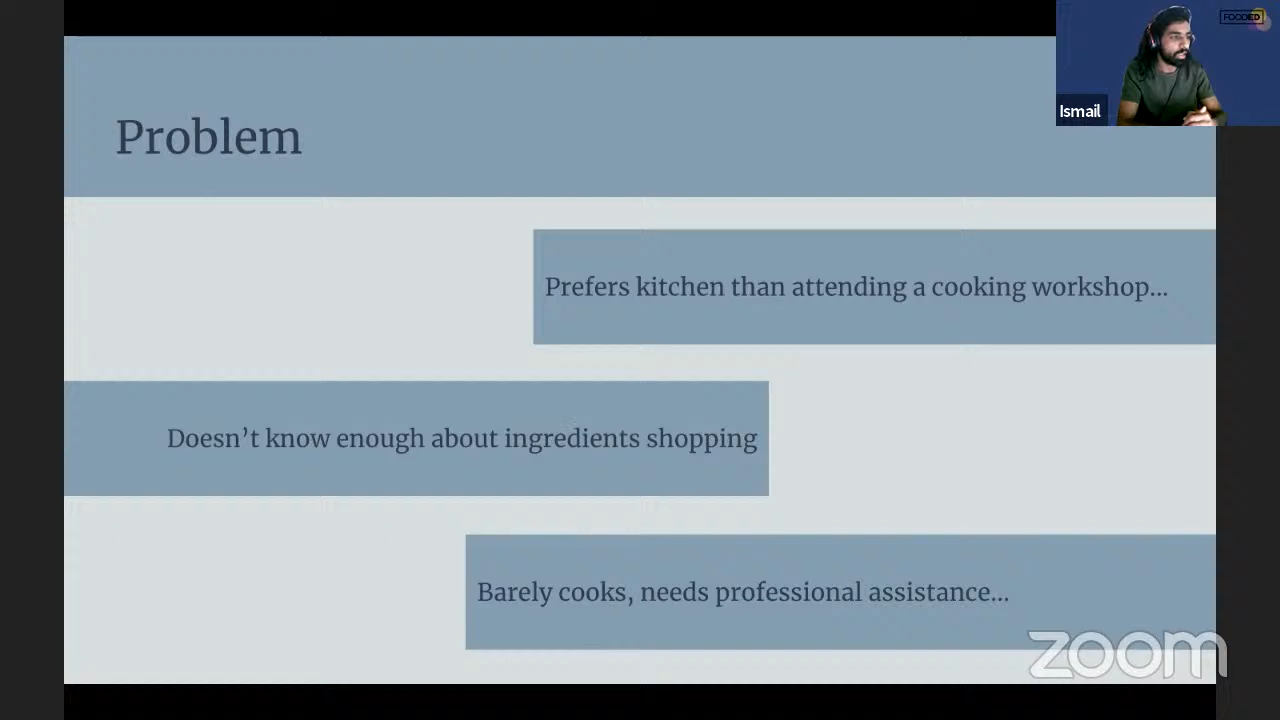 FOODED
Ismail
Problem
Prefers kitchen than attending a cooking workshop...
Doesn’t know enough about ingredients shopping
Barely cooks, needs professional assistance...
zoom